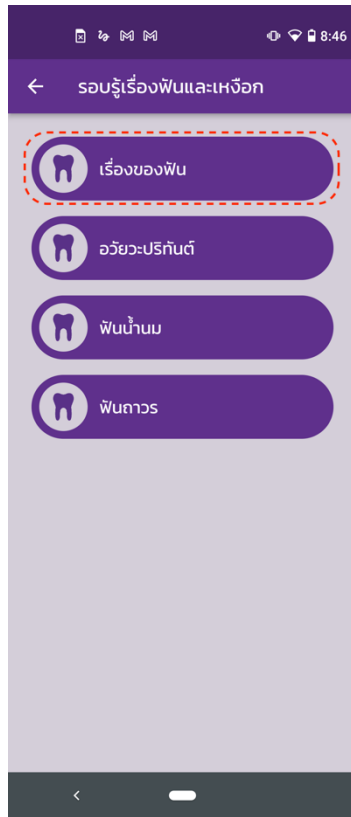 8:46
รอบรู้เรื่องฟันและเหงือก
เรื่องของฟัน
อวัยวะปริทันต์
ฟันน้ำนม
ฟันถาวร